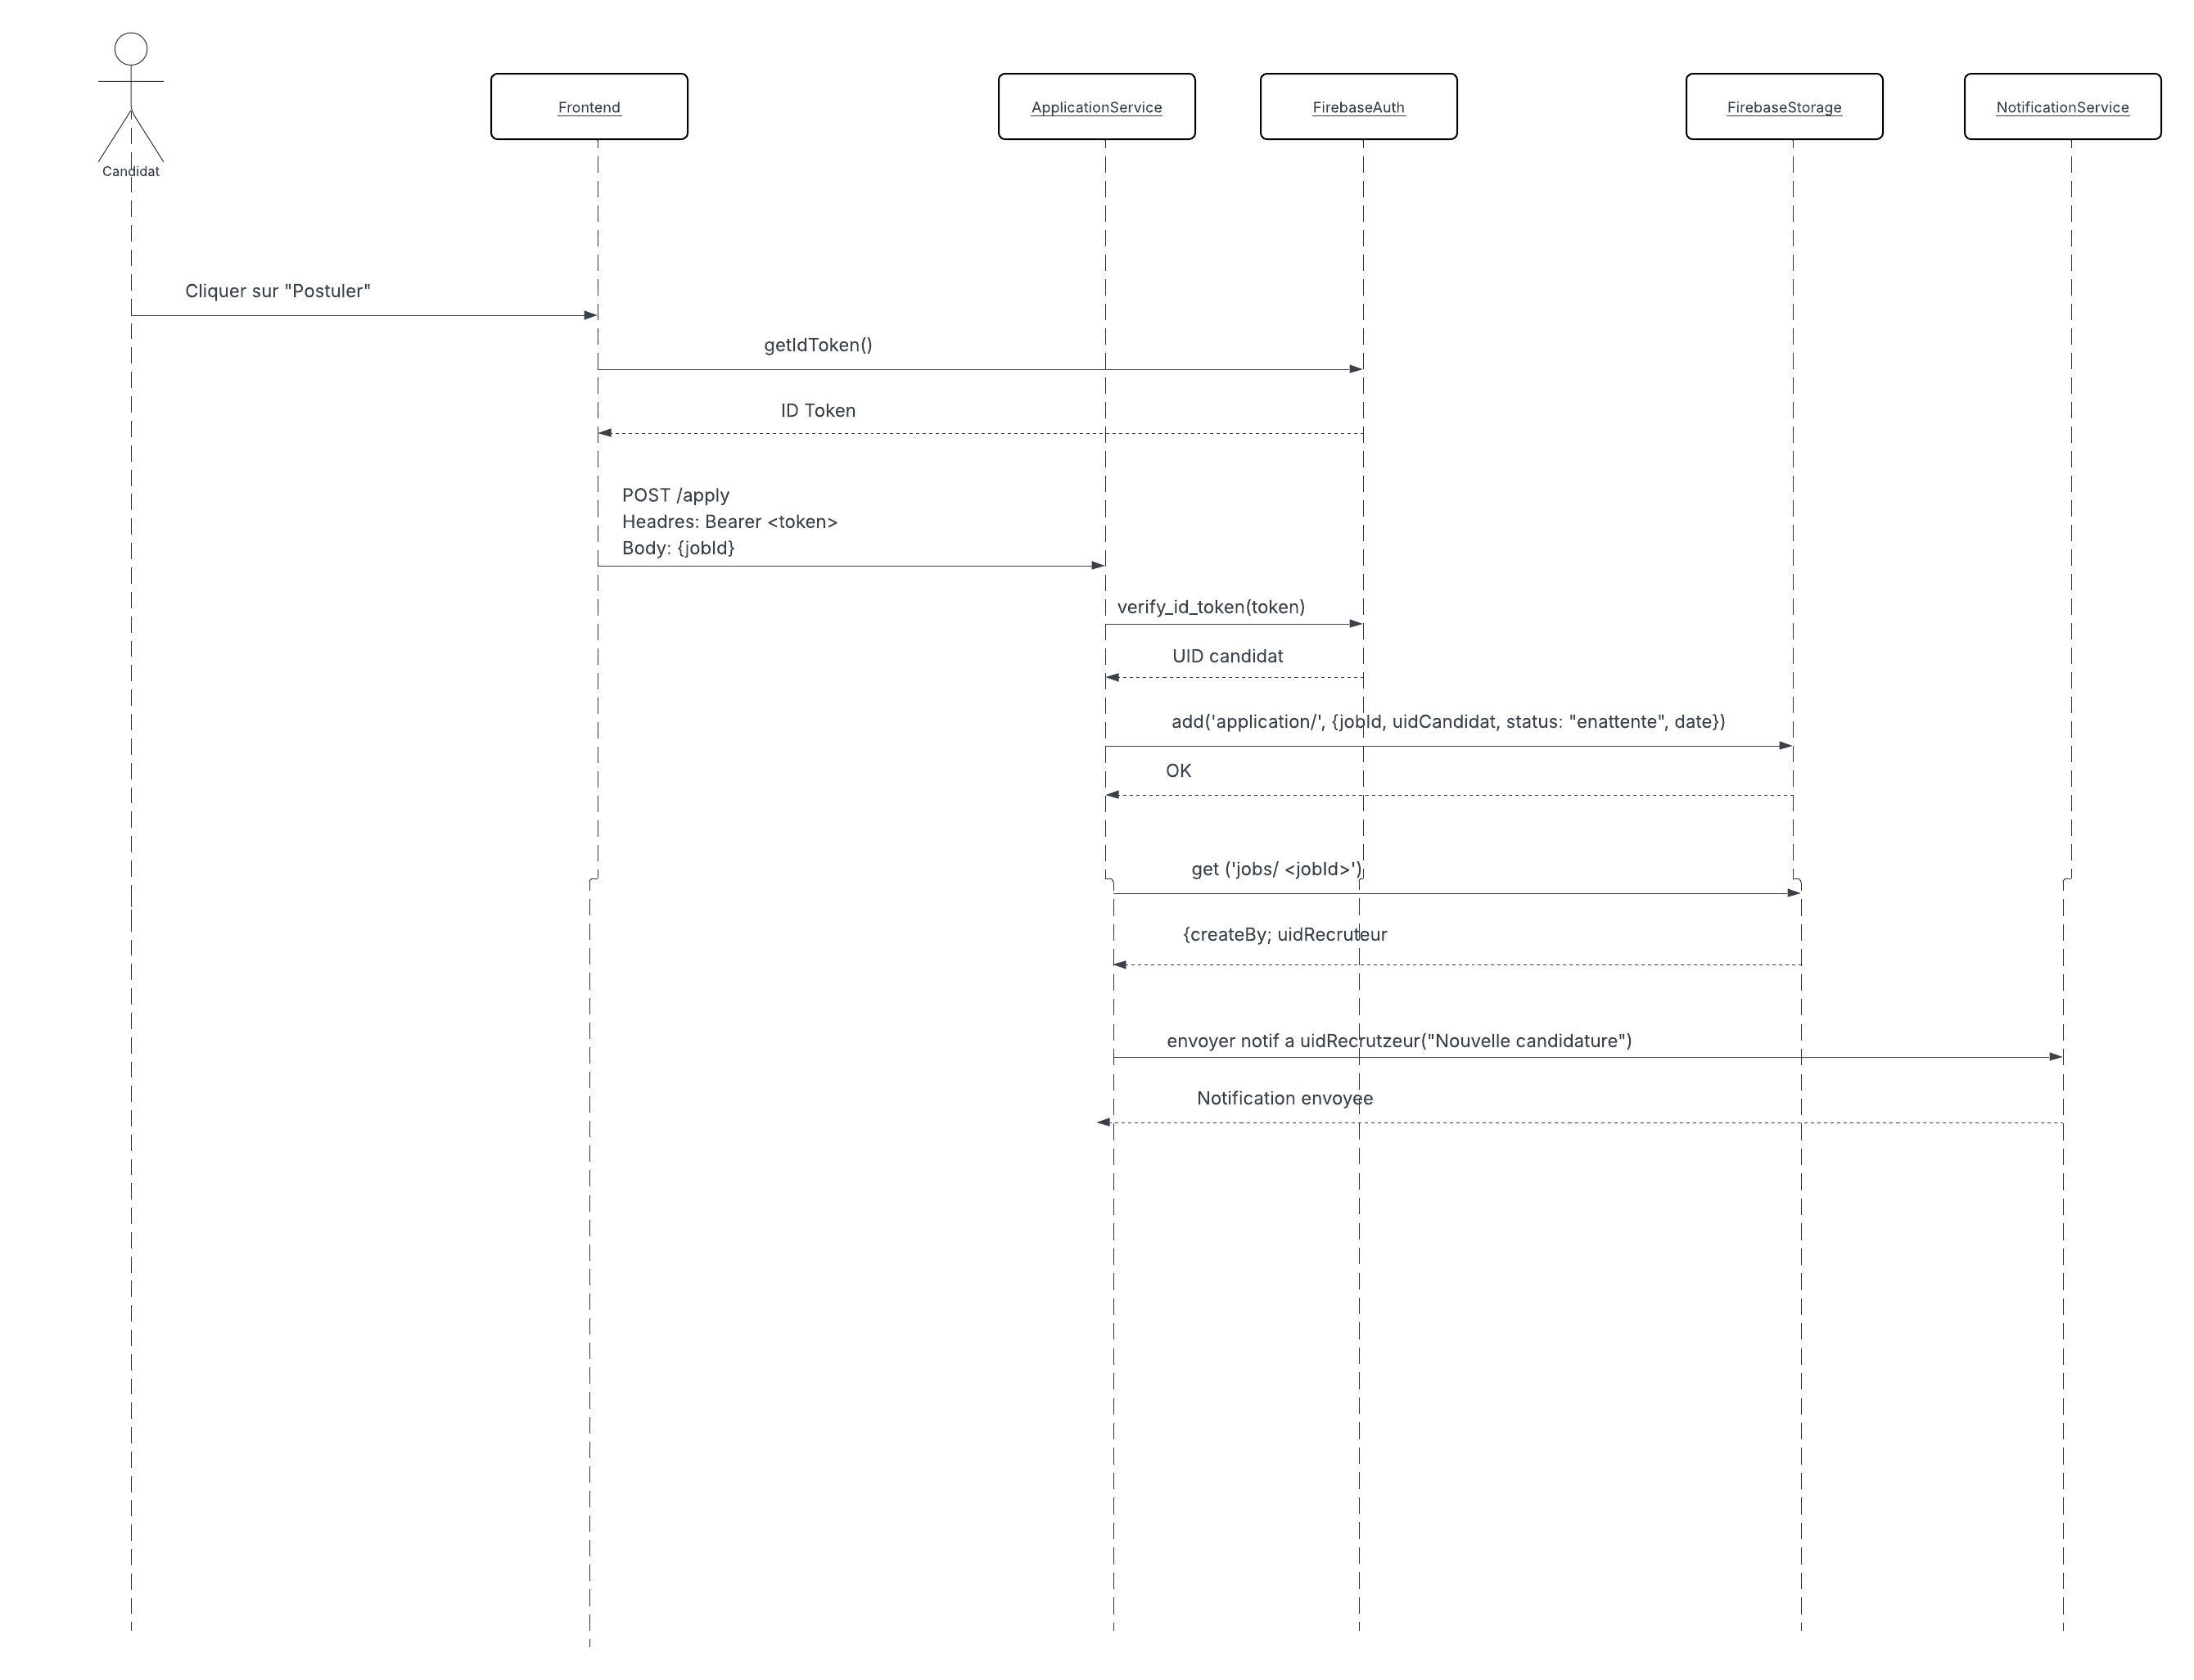 Frontend
ApplicationService
FirebaseAuth
FirebaseStorage
NotificationService
Candidat
Cliquer sur "Postuler"
getIdToken()
ID Token
POST /apply
Headres: Bearer <token>
Body: {jobId}
verify_id_token(token)
UID candidat
add('application/', {jobId, uidCandidat, status: "enattente", date})
OK
get ('jobs/ <jobId>')
{createBy; uidRecruteur
envoyer notif a uidRecrutzeur("Nouvelle candidature")
Notification envoyee